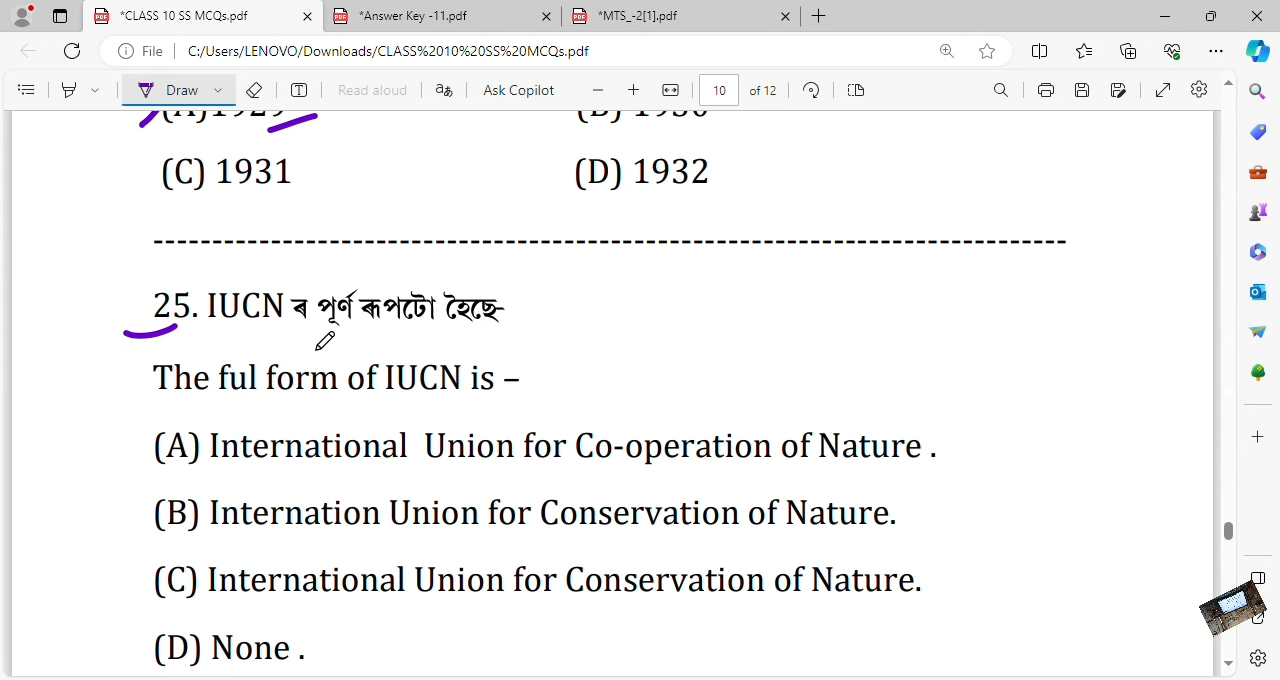 *CLASS 10 SS MCQs.pdf
*Answer Key -11.pdf
*MTS_-2[1].pdf
File
C:/Users/LENOVO/Downloads/CLASS%2010%20SS%20MCQs.pdf
Draw
Read aloud
Ask Copilot
10 of 12
(A)1929 (B) 1930
(C) 1931 (D) 1932
25. IUCN ৰ পূৰ্ণ ৰূপটো হৈছে-
The ful form of IUCN is –
(A) International Union for Co-operation of Nature .
(B) Internation Union for Conservation of Nature.
(C) International Union for Conservation of Nature.
(D) None .